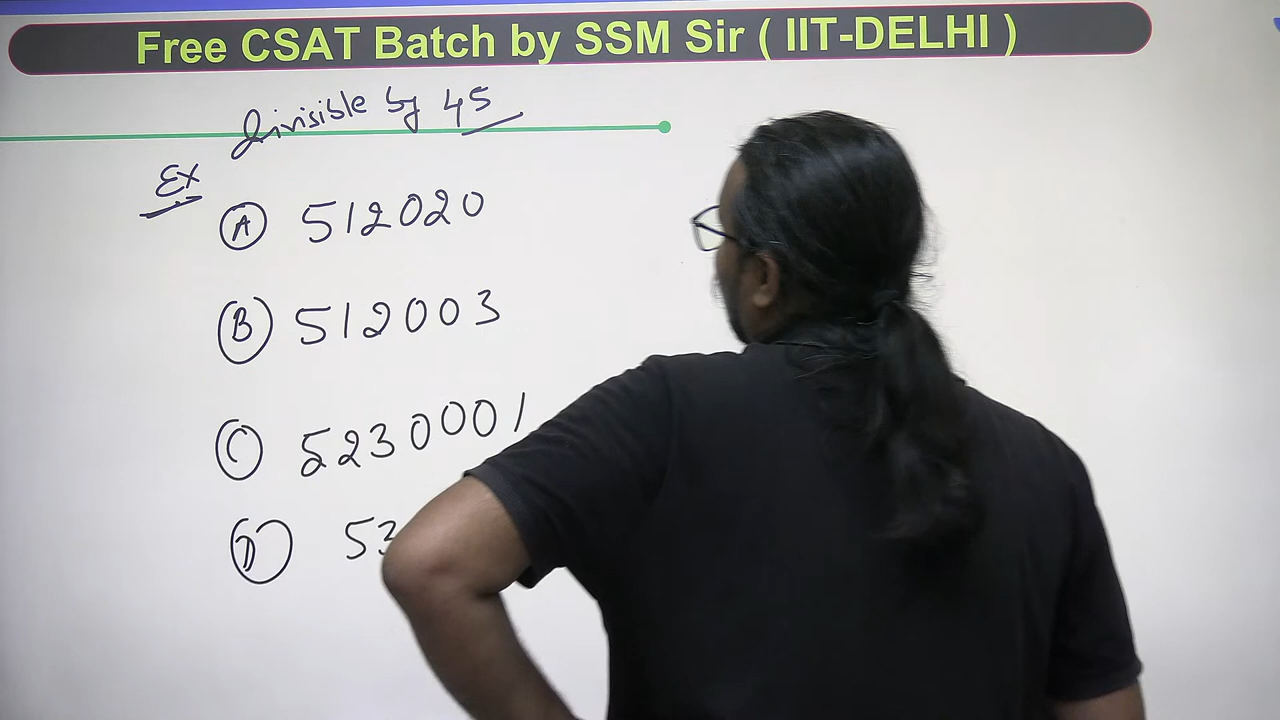 Free CSAT Batch by SSM Sir ( IIT-DELHI )
divisible by 45
Ex
A 512020
B 512003
C 5230001
D 53